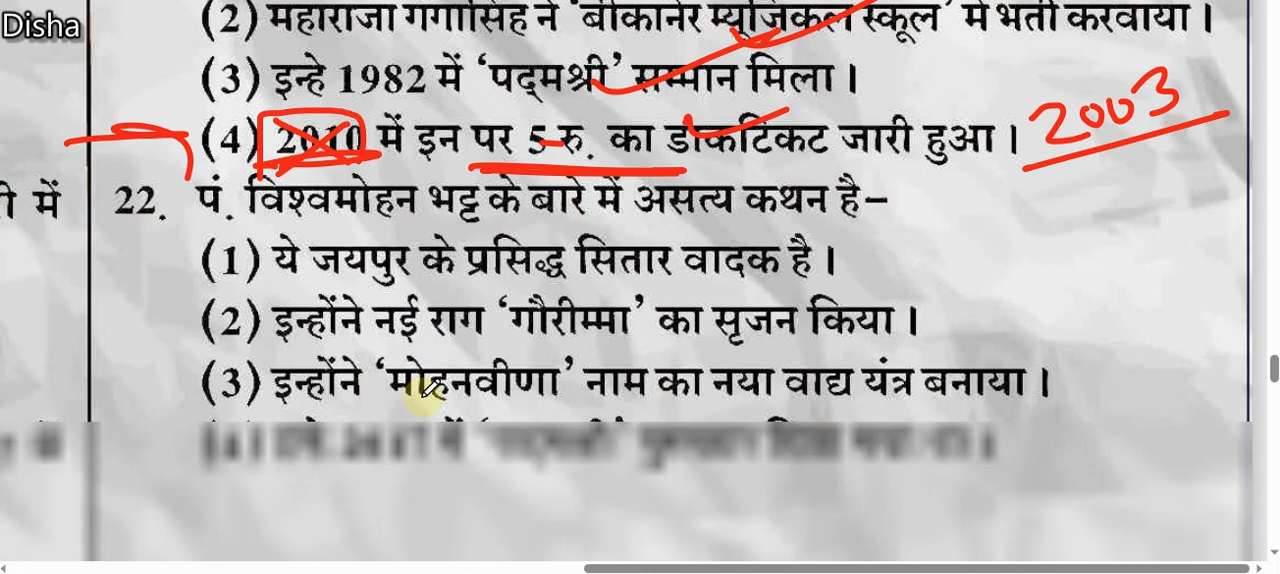 Disha
(2) महाराजा गंगासिंह ने 'बीकानेर म्यूजिकल स्कूल' में भर्ती करवाया।
(3) इन्हे 1982 में 'पद्मश्री' सम्मान मिला।
(4) 2010 में इन पर 5 रु. का डाकटिकट जारी हुआ। 2003
ी में
22. पं. विश्वमोहन भट्ट के बारे में असत्य कथन है–
(1) ये जयपुर के प्रसिद्ध सितार वादक है।
(2) इन्होंने नई राग 'गौरीम्मा' का सृजन किया।
(3) इन्होंने 'मोहनवीणा' नाम का नया वाद्य यंत्र बनाया।